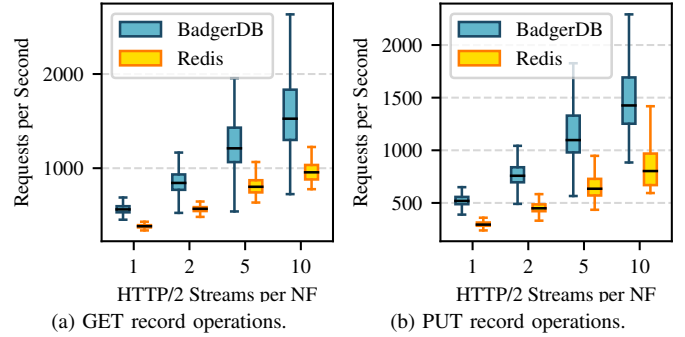 BadgerDB
Redis
Requests per Second
2000
1000
1 2 5 10
HTTP/2 Streams per NF
(a) GET record operations.
BadgerDB
Redis
Requests per Second
2000
1500
1000
500
1 2 5 10
HTTP/2 Streams per NF
(b) PUT record operations.